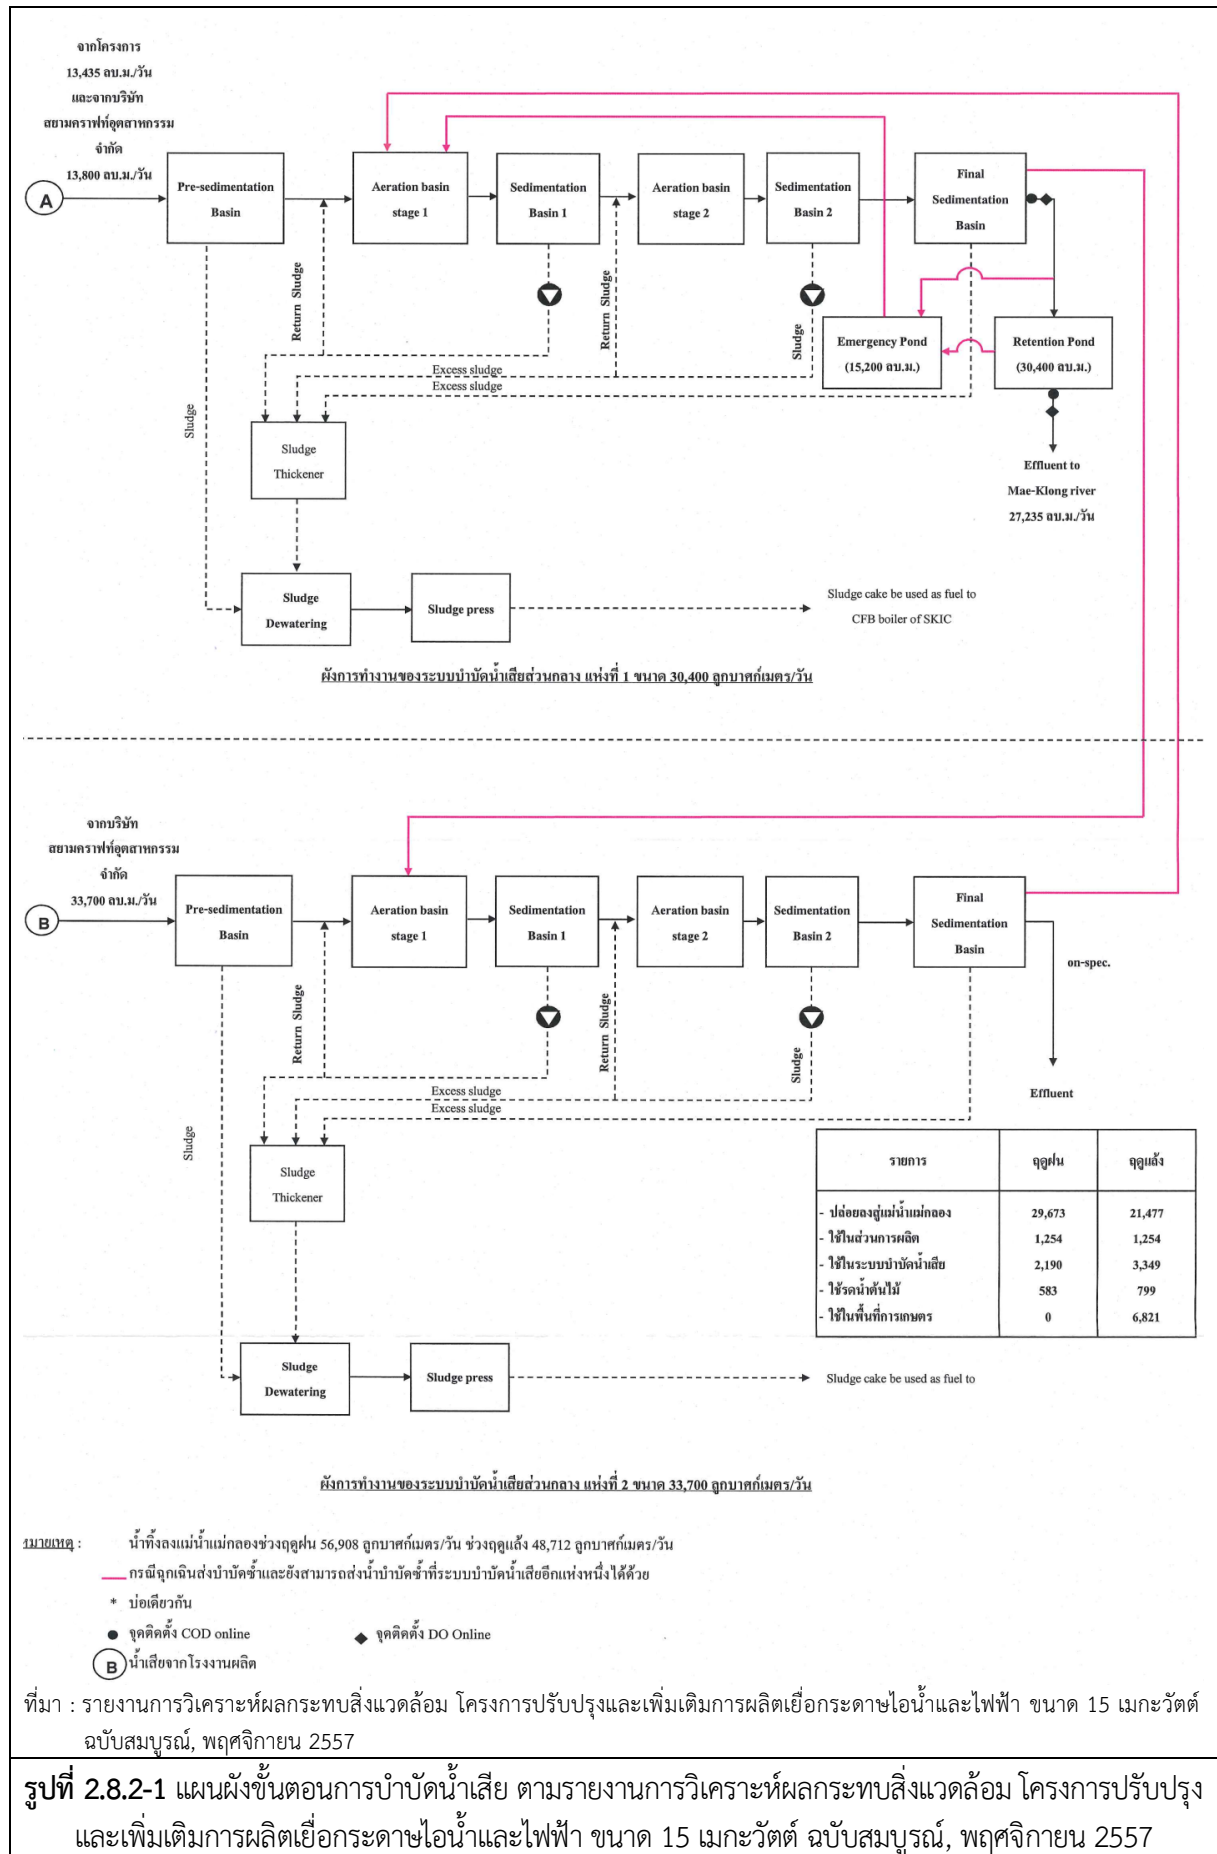 จากโครงการ
13,435 ลบ.ม./วัน
และจากบริษัท
สยามคราฟท์อุตสาหกรรม
จำกัด
13,800 ลบ.ม./วัน
A
Pre-sedimentation
Basin
Aeration basin
stage 1
Sedimentation
Basin 1
Aeration basin
stage 2
Sedimentation
Basin 2
Final
Sedimentation
Basin
Return Sludge
Return Sludge
Sludge
Emergency Pond
(15,200 ลบ.ม.)
Retention Pond
(30,400 ลบ.ม.)
Excess sludge
Excess sludge
Sludge
Sludge
Thickener
Effluent to
Mae-Klong river
27,235 ลบ.ม./วัน
Sludge
Dewatering
Sludge press
Sludge cake be used as fuel to
CFB boiler of SKIC
ผังการทำงานของระบบบำบัดน้ำเสียส่วนกลาง แห่งที่ 1 ขนาด 30,400 ลูกบาศก์เมตร/วัน
จากบริษัท
สยามคราฟท์อุตสาหกรรม
จำกัด
33,700 ลบ.ม./วัน
B
Pre-sedimentation
Basin
Aeration basin
stage 1
Sedimentation
Basin 1
Aeration basin
stage 2
Sedimentation
Basin 2
Final
Sedimentation
Basin
on-spec.
Return Sludge
Return Sludge
Sludge
Effluent
Excess sludge
Excess sludge
Sludge
Sludge
Thickener
รายการ ฤดูฝน ฤดูแล้ง
- ปล่อยลงสู่แม่น้ำแม่กลอง 29,673 21,477
- ใช้ในส่วนการผลิต 1,254 1,254
- ใช้ในระบบบำบัดน้ำเสีย 2,190 3,349
- ใช้รดน้ำต้นไม้ 583 799
- ใช้ในพื้นที่การเกษตร 0 6,821
Sludge
Dewatering
Sludge press
Sludge cake be used as fuel to
ผังการทำงานของระบบบำบัดน้ำเสียส่วนกลาง แห่งที่ 2 ขนาด 33,700 ลูกบาศก์เมตร/วัน
หมายเหตุ : น้ำทิ้งลงแม่น้ำแม่กลองช่วงฤดูฝน 56,908 ลูกบาศก์เมตร/วัน ช่วงฤดูแล้ง 48,712 ลูกบาศก์เมตร/วัน
กรณีฉุกเฉินส่งบำบัดซ้ำและยังสามารถส่งน้ำบำบัดซ้ำที่ระบบบำบัดน้ำเสียอีกแห่งหนึ่งได้ด้วย
* บ่อเดียวกัน
จุดติดตั้ง COD online จุดติดตั้ง DO Online
B น้ำเสียจากโรงงานผลิต
ที่มา : รายงานการวิเคราะห์ผลกระทบสิ่งแวดล้อม โครงการปรับปรุงและเพิ่มเติมการผลิตเยื่อกระดาษไอน้ำและไฟฟ้า ขนาด 15 เมกะวัตต์
ฉบับสมบูรณ์, พฤศจิกายน 2557
รูปที่ 2.8.2-1 แผนผังขั้นตอนการบำบัดน้ำเสีย ตามรายงานการวิเคราะห์ผลกระทบสิ่งแวดล้อม โครงการปรับปรุง
และเพิ่มเติมการผลิตเยื่อกระดาษไอน้ำและไฟฟ้า ขนาด 15 เมกะวัตต์ ฉบับสมบูรณ์, พฤศจิกายน 2557